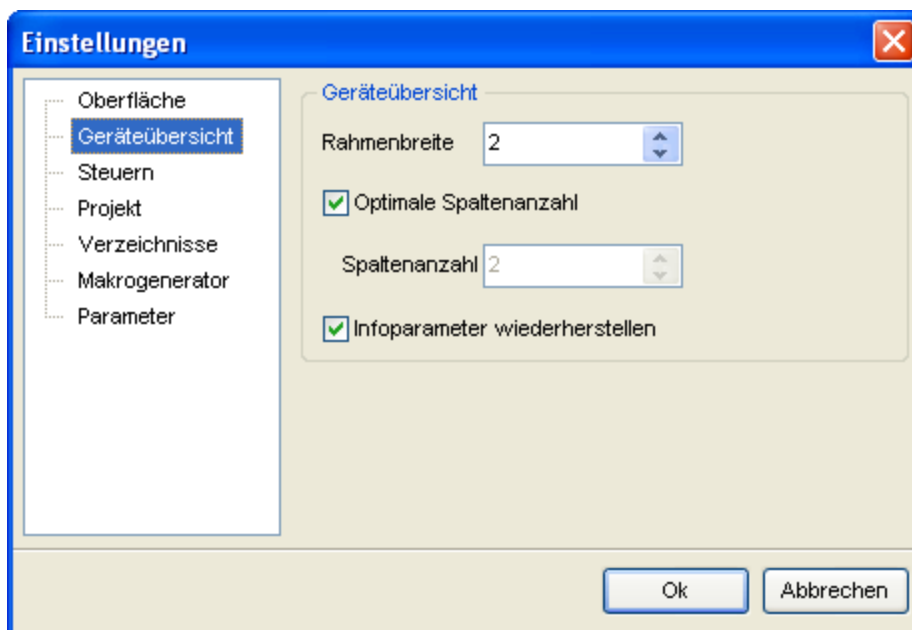 Einstellungen
Oberfläche
Geräteübersicht
Steuern
Projekt
Verzeichnisse
Makrogenerator
Parameter
Geräteübersicht
Rahmenbreite 2
Optimale Spaltenanzahl
Spaltenanzahl 2
Infoparameter wiederherstellen
Ok Abbrechen